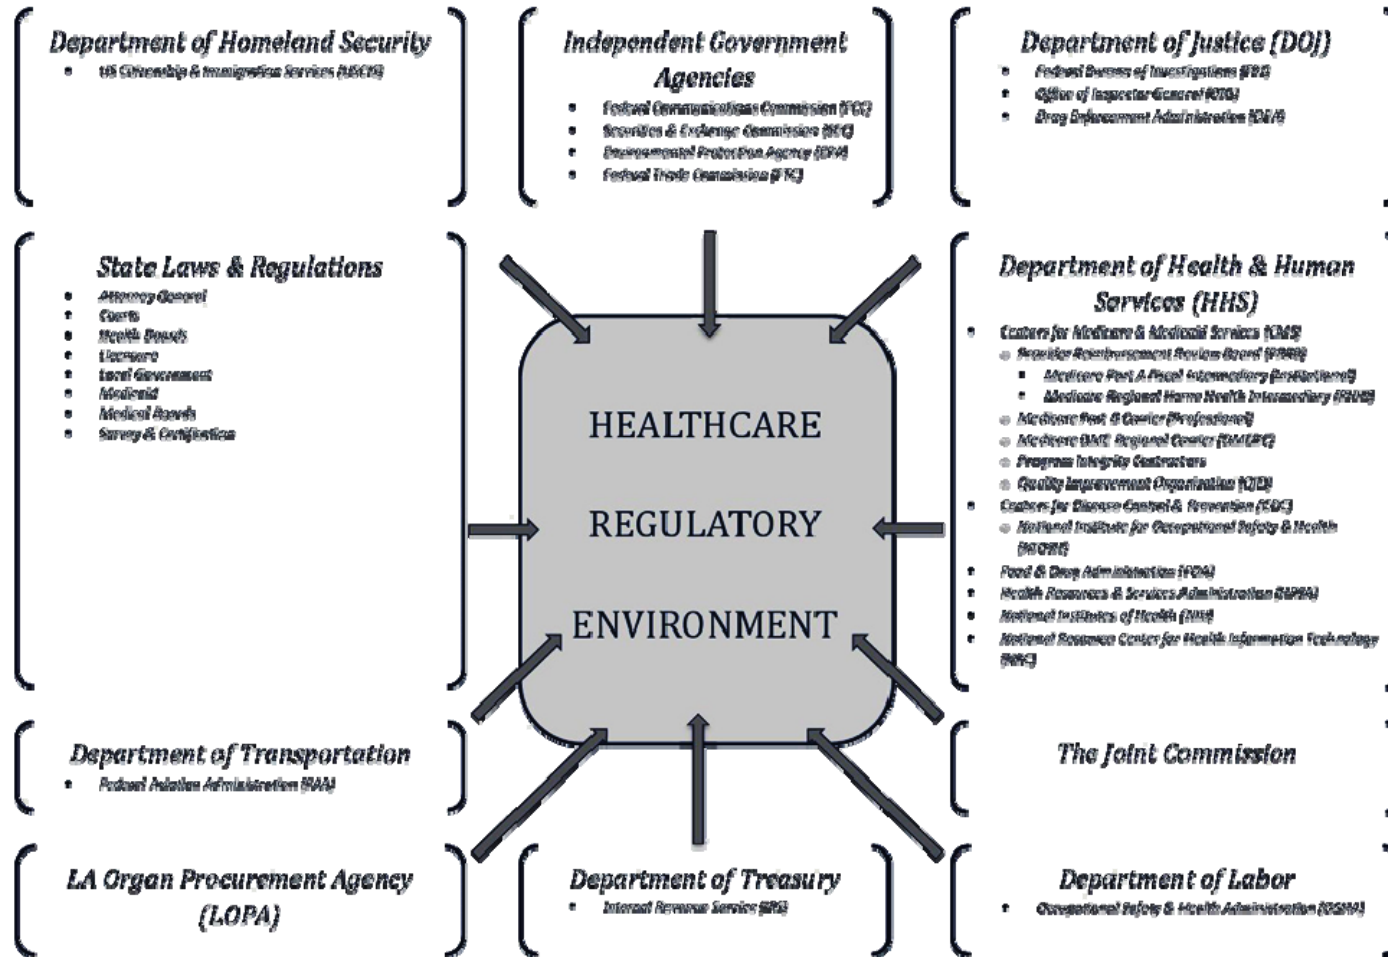 Department of Homeland Security
US Citizenship & Immigration Services (USCIS)
Independent Government
Agencies
Federal Communications Commission (FCC)
Securities & Exchange Commission (SEC)
Environmental Protection Agency (EPA)
Federal Trade Commission (FTC)
Department of Justice (DOJ)
Federal Bureau of Investigations (FBI)
Office of Inspector General (OIG)
Drug Enforcement Administration (DEA)
State Laws & Regulations
Attorney General
Courts
Health Boards
Licensure
Local Government
Medicaid
Medical Boards
Survey & Certification
HEALTHCARE
REGULATORY
ENVIRONMENT
Department of Health & Human
Services (HHS)
Centers for Medicare & Medicaid Services (CMS)
Provider Reimbursement Review Board (PRRB)
Medicare Part A Fiscal Intermediary (Institutional)
Medicare Regional Home Health Intermediary (RHHI)
Medicare Part B Carrier (Professional)
Medicare DME Regional Carrier
Program Integrity Contractors
Quality Improvement Organization (QIO)
Centers for Disease Control & Prevention (CDC)
National Institute for Occupational Safety & Health
(NIOSH)
Food & Drug Administration (FDA)
Health Resources & Services Administration (HRSA)
National Institutes of Health (NIH)
National Resource Center for Health Information Technology
Department of Transportation
Federal Aviation Administration (FAA)
The Joint Commission
LA Organ Procurement Agency
(LOPA)
Department of Treasury
Internal Revenue Service (IRS)
Department of Labor
Occupational Safety & Health Administration (OSHA)